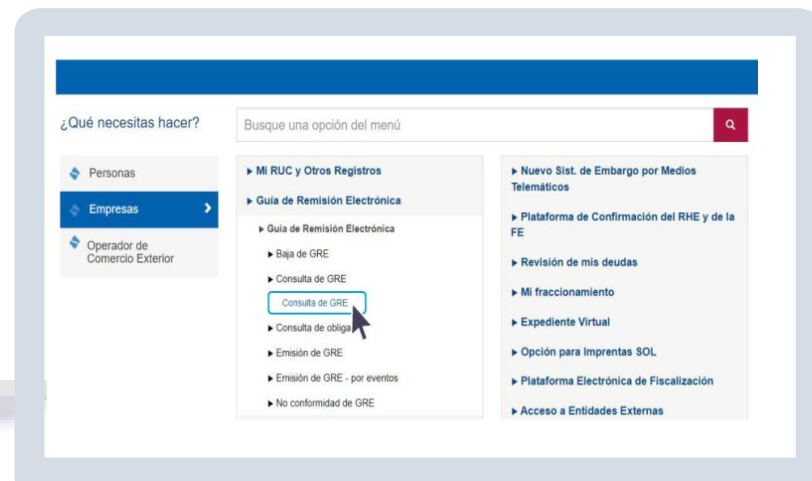 ¿Qué necesitas hacer?
Busque una opción del menú
Personas
Empresas
Operador de
Comercio Exterior
Mi RUC y Otros Registros
Guía de Remisión Electrónica
Guía de Remisión Electrónica
Baja de GRE
Consulta de GRE
Consulta de GRE
Consulta de obliga
Emisión de GRE
Emisión de GRE - por eventos
No conformidad de GRE
Nuevo Sist. de Embargo por Medios
Telemáticos
Plataforma de Confirmación del RHE y de la
FE
Revisión de mis deudas
Mi fraccionamiento
Expediente Virtual
Opción para Imprentas SOL
Plataforma Electrónica de Fiscalización
Acceso a Entidades Externas